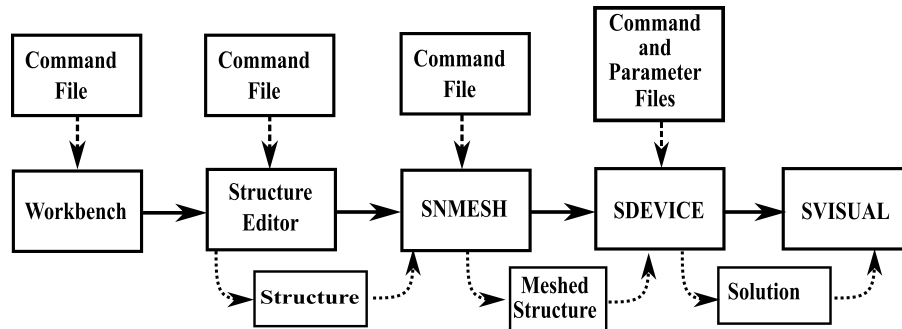 Command
File
Command
File
Command
File
Command
and
Parameter
Files
Workbench
Structure
Editor
SNMESH
SDEVICE
SVISUAL
Structure
Meshed
Structure
Solution